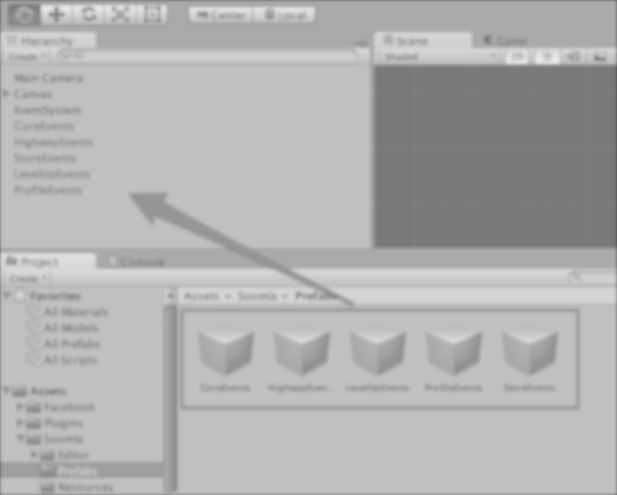 Center Local
Hierarchy
Create
Main Camera
Canvas
EventSystem
CoreEvents
HighwayEvents
StoreEvents
LevelUpEvents
ProfileEvents
Scene Game
Shaded 2D
Project Console
Create
Favorites
All Materials
All Models
All Prefabs
All Scripts
Assets
Facebook
Plugins
Soomla
Editor
Prefabs
Resources
Assets Soomla Prefabs
CoreEvents HighwayEven... LevelUpEvents ProfileEvents StoreEvents